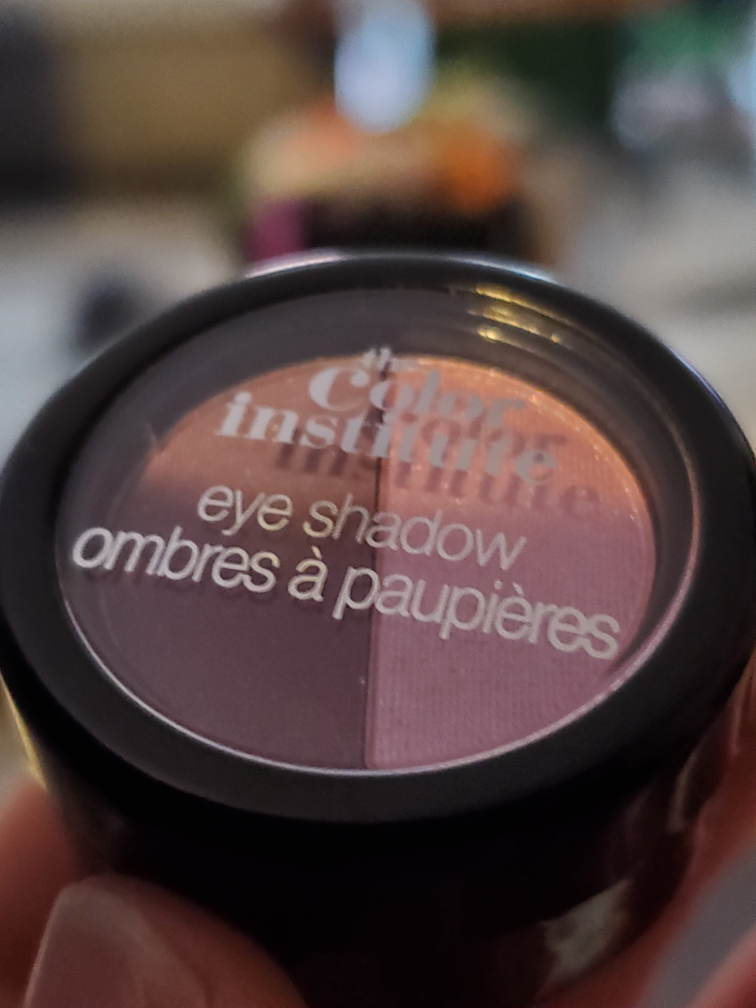 the
Color
institute
eye shadow
ombres à paupières